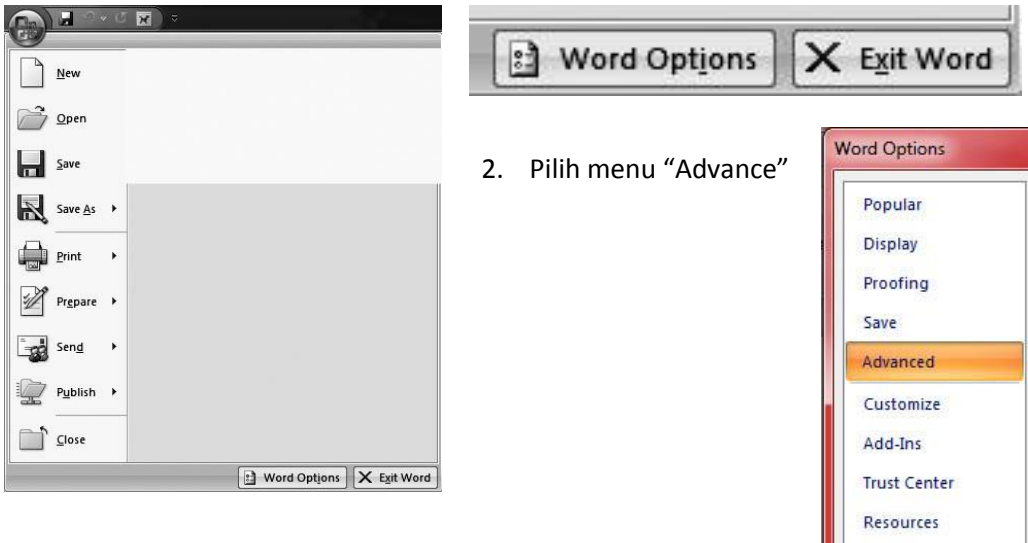 New
Open
Save
Save As
Print
Prepare
Send
Publish
Close
Word Options Exit Word
Word Options Exit Word
2. Pilih menu “Advance”
Word Options
Popular
Display
Proofing
Save
Advanced
Customize
Add-Ins
Trust Center
Resources